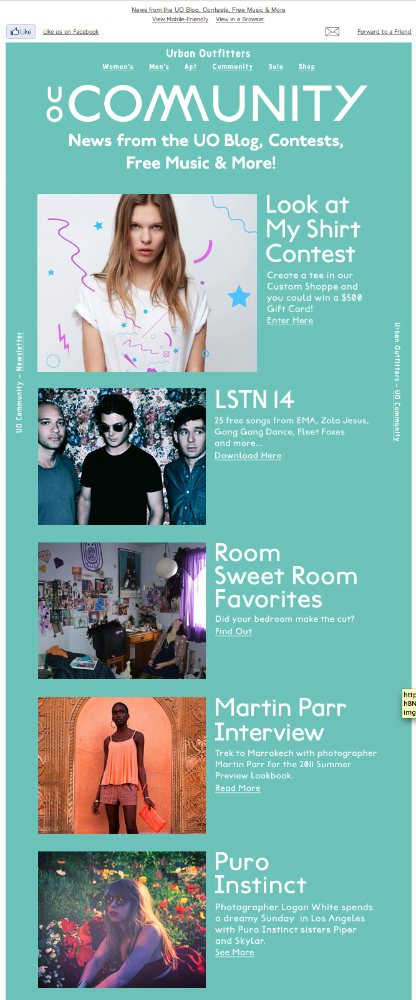 News from the UO Blog, Contests, Free Music & More
View Mobile-Friendly View in a Browser
Like Like us on Facebook Forward to a Friend
Urban Outfitters
Women's Men's Apt Community Sale Shop
UO COMMUNITY
News from the UO Blog, Contests,
Free Music & More!
Look at
My Shirt
Contest
Create a tee in our
Custom Shoppe and
you could win a $500
Gift Card!
Enter Here
UO Community – Newsletter
Urban Outfitters – UO Community
LSTN 14
25 free songs from EMA, Zola Jesus,
Gang Gang Dance, Fleet Foxes
and more...
Download Here
Room
Sweet Room
Favorites
Did your bedroom make the cut?
Find Out
http
hBN
img
Martin Parr
Interview
Trek to Marrakech with photographer
Martin Parr for the 2011 Summer
Preview Lookbook.
Read More
Puro
Instinct
Photographer Logan White spends
a dreamy Sunday in Los Angeles
with Puro Instinct sisters Piper
and Skylar.
See More